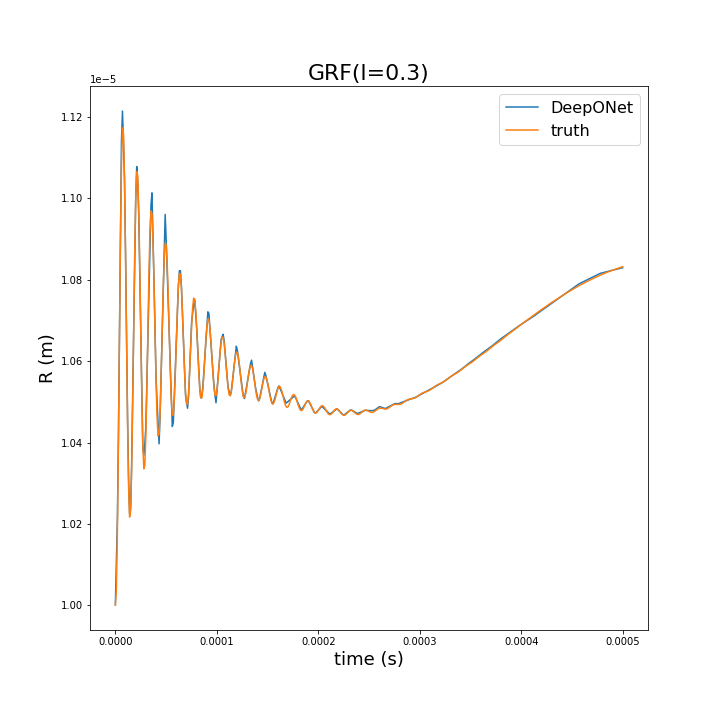 GRF(l=0.3)
1e−5
DeepONet
truth
1.12
1.10
1.08
1.06
1.04
1.02
1.00
R (m)
0.0000 0.0001 0.0002 0.0003 0.0004 0.0005
time (s)